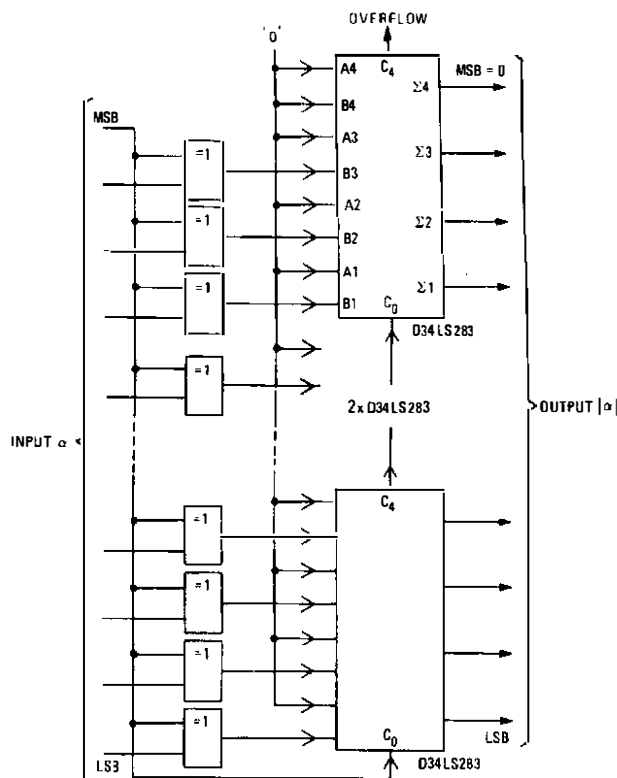 OVERFLOW
'0'
MSB
INPUT α
=1
=1
=1
=1
=1
=1
=1
=1
LSB
A4
B4
A3
B3
A2
B2
A1
B1
C4
Σ4
Σ3
Σ2
Σ1
C0
MSB = 0
D34LS283
2x D34LS283
OUTPUT |α|
C4
C0
LSB
D34LS283